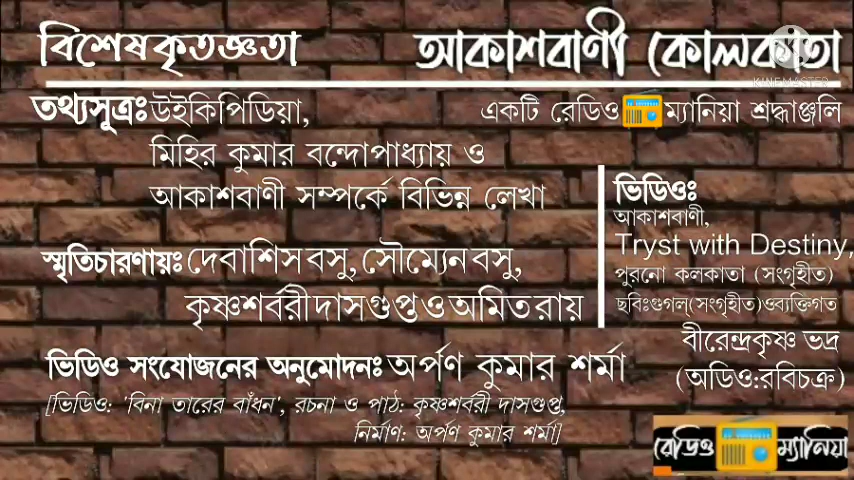 বিশেষকৃতজ্ঞতা
আকাশবাণী কোলকাতা
KINEMASTER
একটি রেডিও ম্যানিয়া শ্রদ্ধাঞ্জলি
তথ্যসূত্রঃ উইকিপিডিয়া,
মিহির কুমার বন্দোপাধ্যায় ও
আকাশবাণী সম্পর্কে বিভিন্ন লেখা
স্মৃতিচারণায়ঃ দেবাশিস বসু, সৌম্যেন বসু,
কৃষ্ণশর্বরী দাসগুপ্ত ও অমিত রায়
ভিডিওঃ
আকাশবাণী,
Tryst with Destiny,
পুরনো কলকাতা (সংগৃহীত)
ছবিঃগুগল্(সংগৃহীত)ওব্যক্তিগত
বীরেন্দ্রকৃষ্ণ ভদ্র
(অডিও:রবিচক্র)
ভিডিও সংযোজনের অনুমোদনঃ অর্পণ কুমার শর্মা
[ভিডিও: 'বিনা তারের বাঁধন', রচনা ও পাঠ: কৃষ্ণশর্বরী দাসগুপ্ত,
নির্মাণ: অর্পণ কুমার শর্মা]
রেডিও ম্যানিয়া